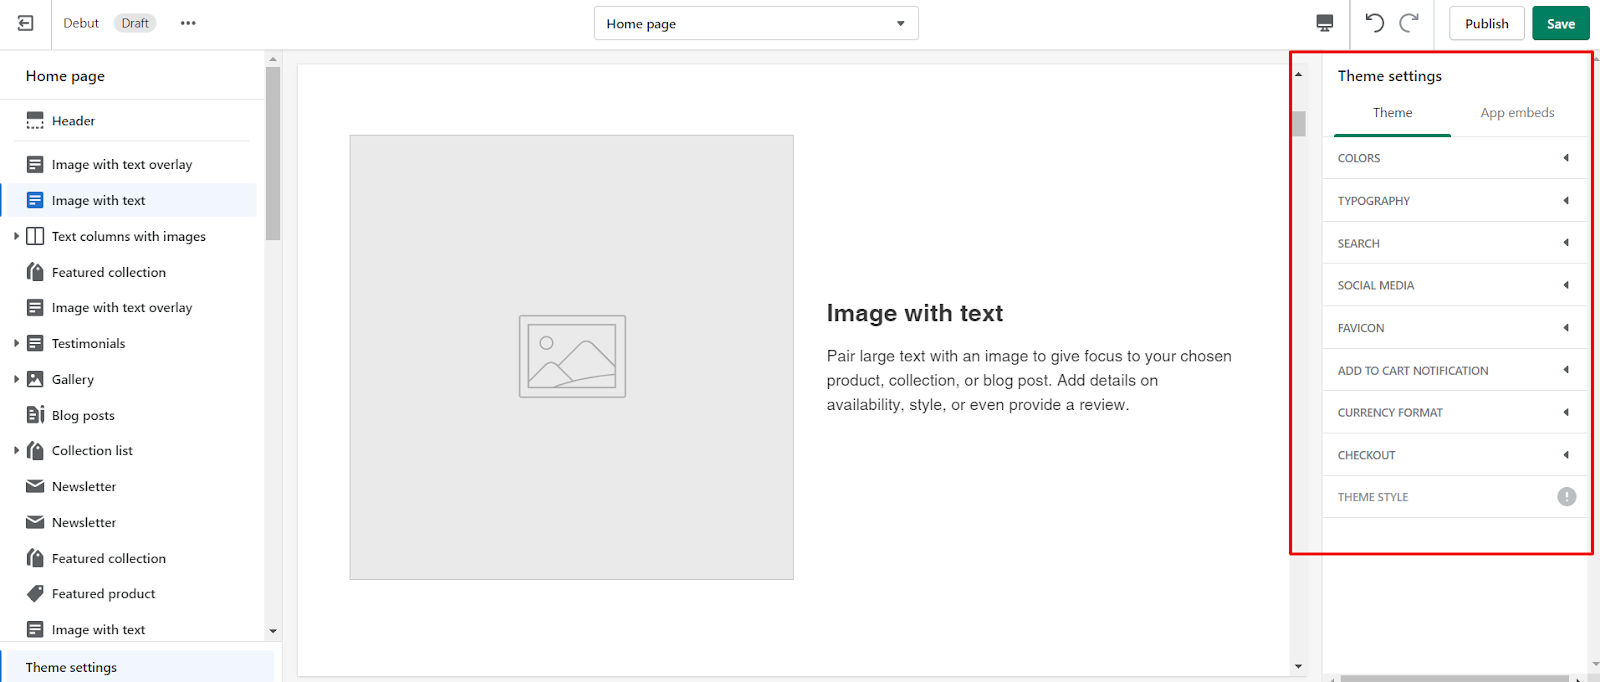 Debut
Draft
Home page
Publish
Save
Home page
Header
Image with text overlay
Image with text
Text columns with images
Featured collection
Image with text overlay
Testimonials
Gallery
Blog posts
Collection list
Newsletter
Newsletter
Featured collection
Featured product
Image with text
Theme settings
Image with text
Pair large text with an image to give focus to your chosen
product, collection, or blog post. Add details on
availability, style, or even provide a review.
Theme settings
Theme
App embeds
COLORS
TYPOGRAPHY
SEARCH
SOCIAL MEDIA
FAVICON
ADD TO CART NOTIFICATION
CURRENCY FORMAT
CHECKOUT
THEME STYLE